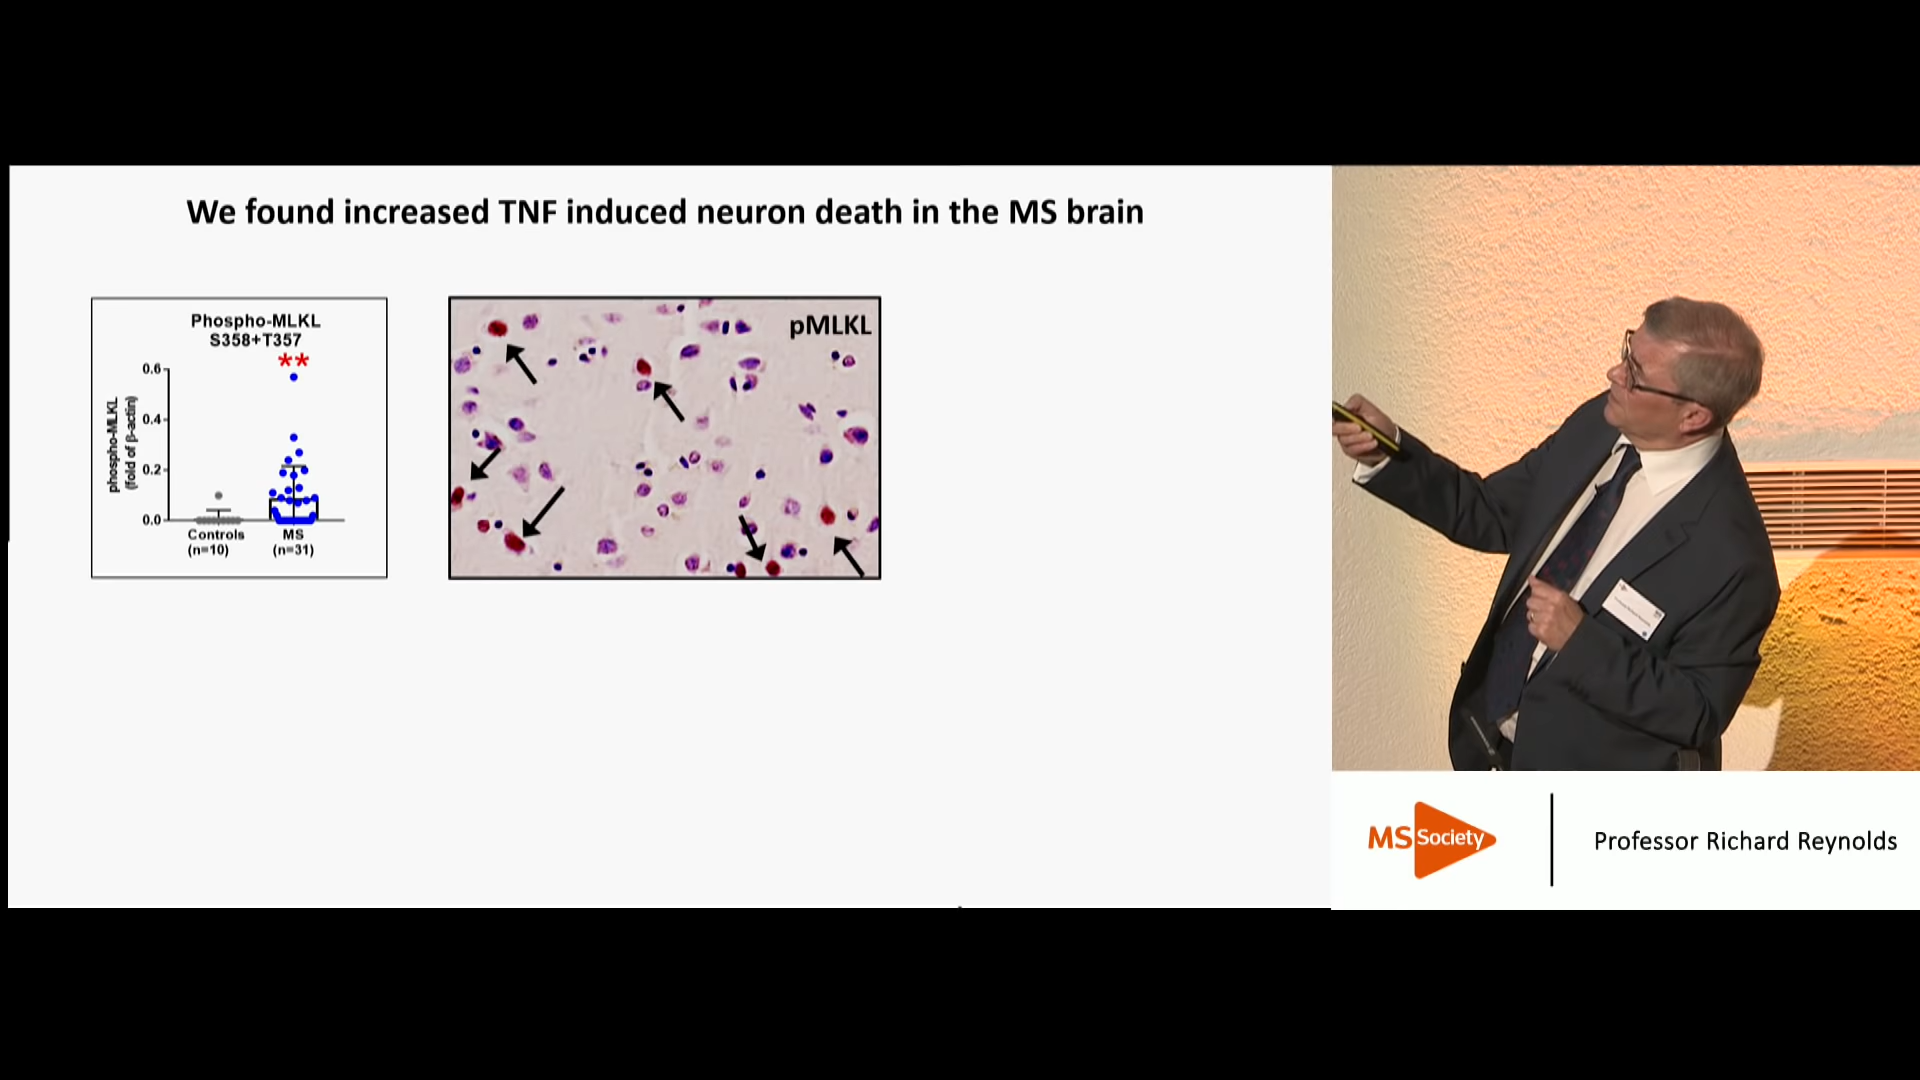 We found increased TNF induced neuron death in the MS brain
Phospho-MLKL
S358+T357
**
phospho-MLKL
(fold of β-actin)
0.6
0.4
0.2
0.0
Controls
(n=10)
MS
(n=31)
pMLKL
MS Society
Professor Richard Reynolds